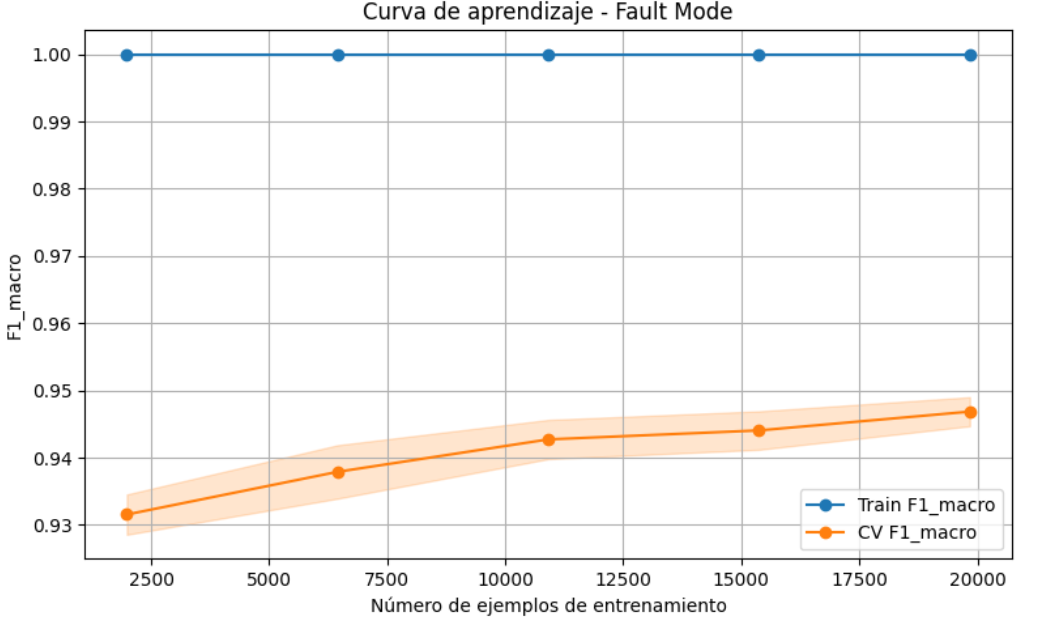 Curva de aprendizaje - Fault Mode
1.00
0.99
0.98
0.97
0.96
0.95
0.94
0.93
F1_macro
Train F1_macro
CV F1_macro
2500 5000 7500 10000 12500 15000 17500 20000
Número de ejemplos de entrenamiento